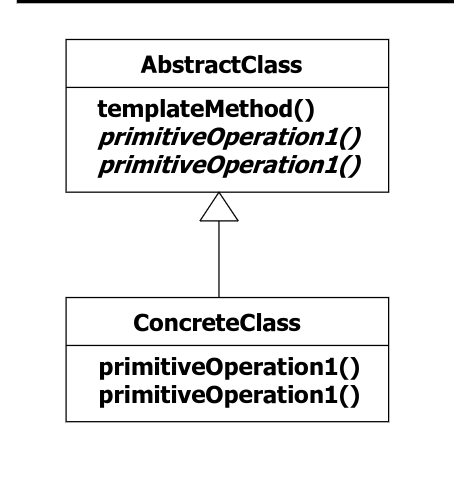 AbstractClass
templateMethod()
primitiveOperation1()
primitiveOperation1()
ConcreteClass
primitiveOperation1()
primitiveOperation1()